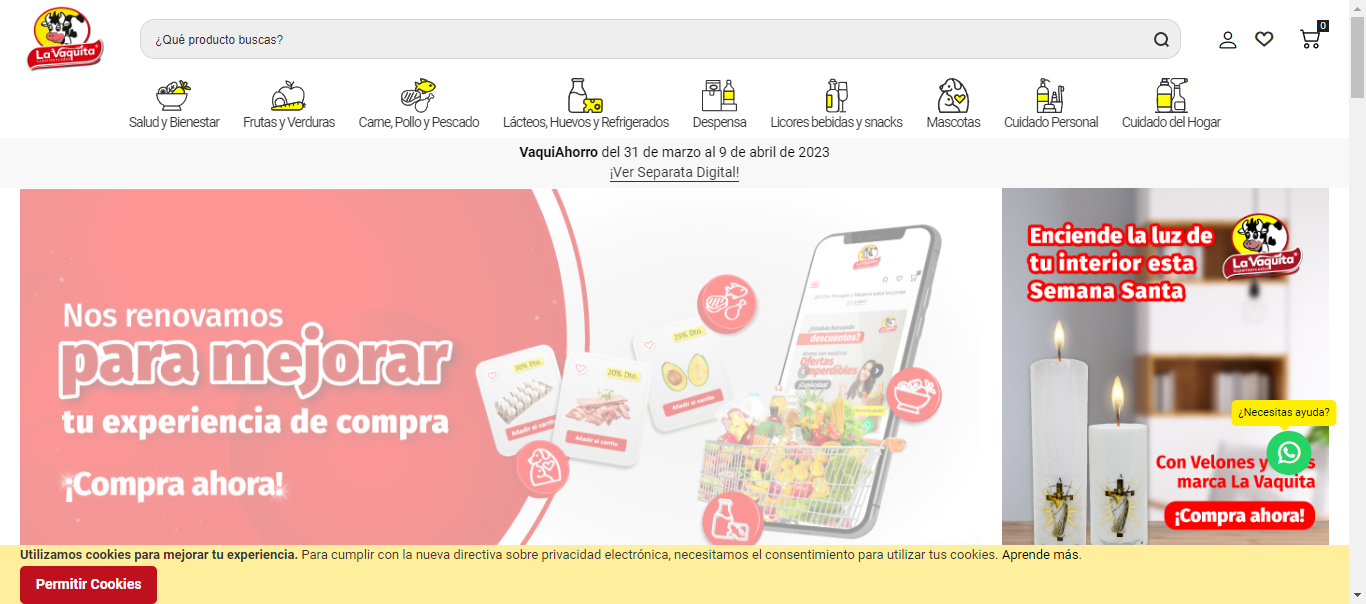 La Vaquita
Supermercados
¿Qué producto buscas?
0
Salud y Bienestar
Frutas y Verduras
Carne, Pollo y Pescado
Lácteos, Huevos y Refrigerados
Despensa
Licores bebidas y snacks
Mascotas
Cuidado Personal
Cuidado del Hogar
VaquiAhorro del 31 de marzo al 9 de abril de 2023
¡Ver Separata Digital!
Nos renovamos
para mejorar
tu experiencia de compra
¡Compra ahora!
30% Dto.
Añadir al carrito
20% Dto.
Añadir al carrito
25% Dto.
Añadir al carrito
¿Estabas buscando
descuentos?
Ahorra con nuestras
Ofertas
imperdibles
Enciende la luz de
tu interior esta
Semana Santa
La Vaquita
Supermercados
¿Necesitas ayuda?
Con Velones y
marca La Vaquita
¡Compra ahora!
Utilizamos cookies para mejorar tu experiencia. Para cumplir con la nueva directiva sobre privacidad electrónica, necesitamos el consentimiento para utilizar tus cookies. Aprende más.
Permitir Cookies